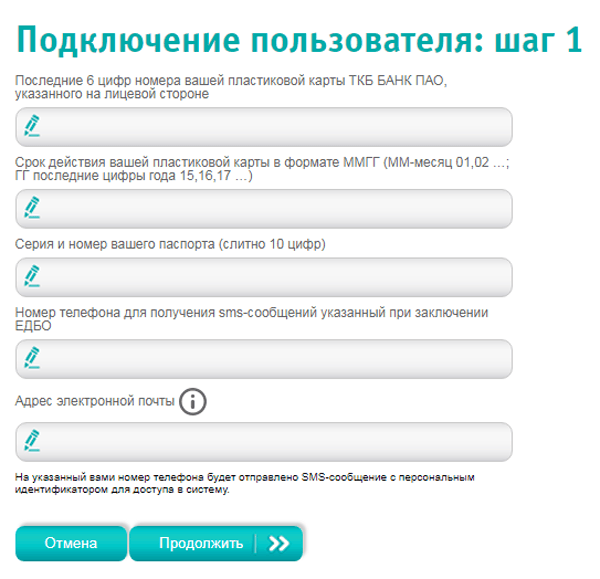 Подключение пользователя: шаг 1
Последние 6 цифр номера вашей пластиковой карты ТКБ БАНК ПАО,
указанного на лицевой стороне
Срок действия вашей пластиковой карты в формате ММГГ (ММ-месяц 01,02 ...;
ГГ последние цифры года 15,16,17 ...)
Серия и номер вашего паспорта (слитно 10 цифр)
Номер телефона для получения sms-сообщений указанный при заключении
ЕДБО
Адрес электронной почты
На указанный вами номер телефона будет отправлено SMS-сообщение с персональным
идентификатором для доступа в систему.
Отмена
Продолжить